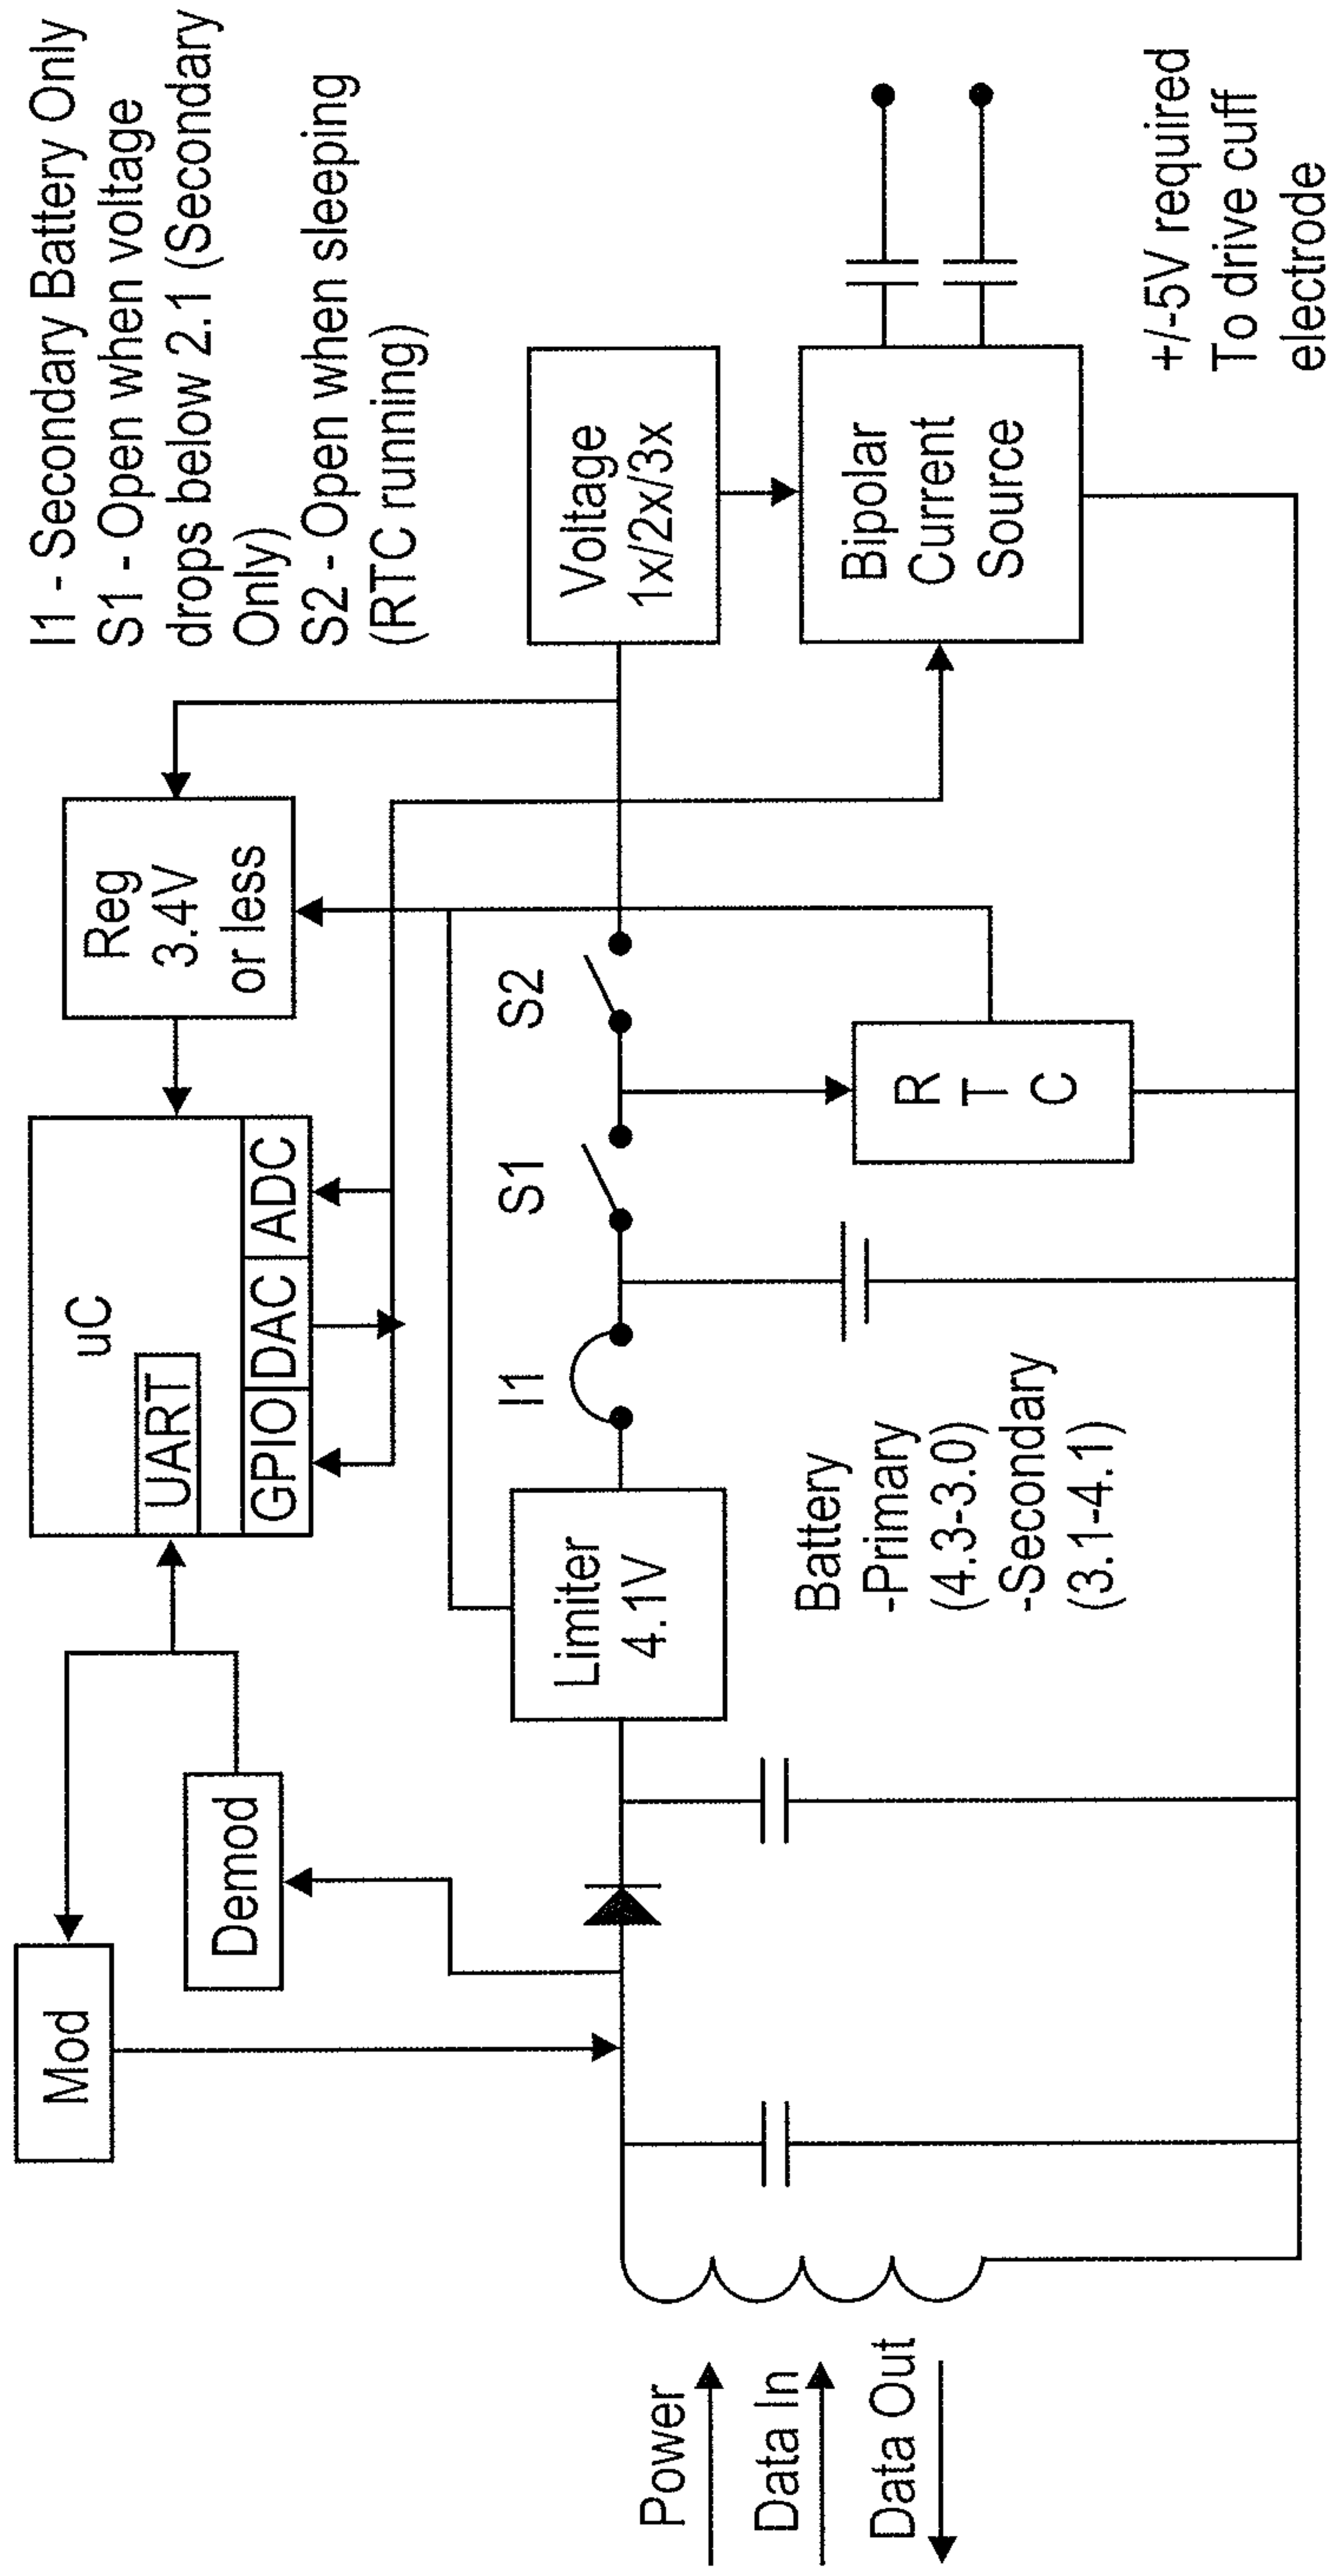 I1 - Secondary Battery Only
S1 - Open when voltage
drops below 2.1 (Secondary
Only)
S2 - Open when sleeping
(RTC running)
Mod
Demod
uC
UART
GPIO
DAC
ADC
Reg
3.4V
or less
Limiter
4.1V
I1
S1
S2
Voltage
1x/2x/3x
Bipolar
Current
Source
R
T
C
Battery
-Primary
(4.3-3.0)
-Secondary
(3.1-4.1)
Power
Data In
Data Out
+/-5V required
To drive cuff
electrode